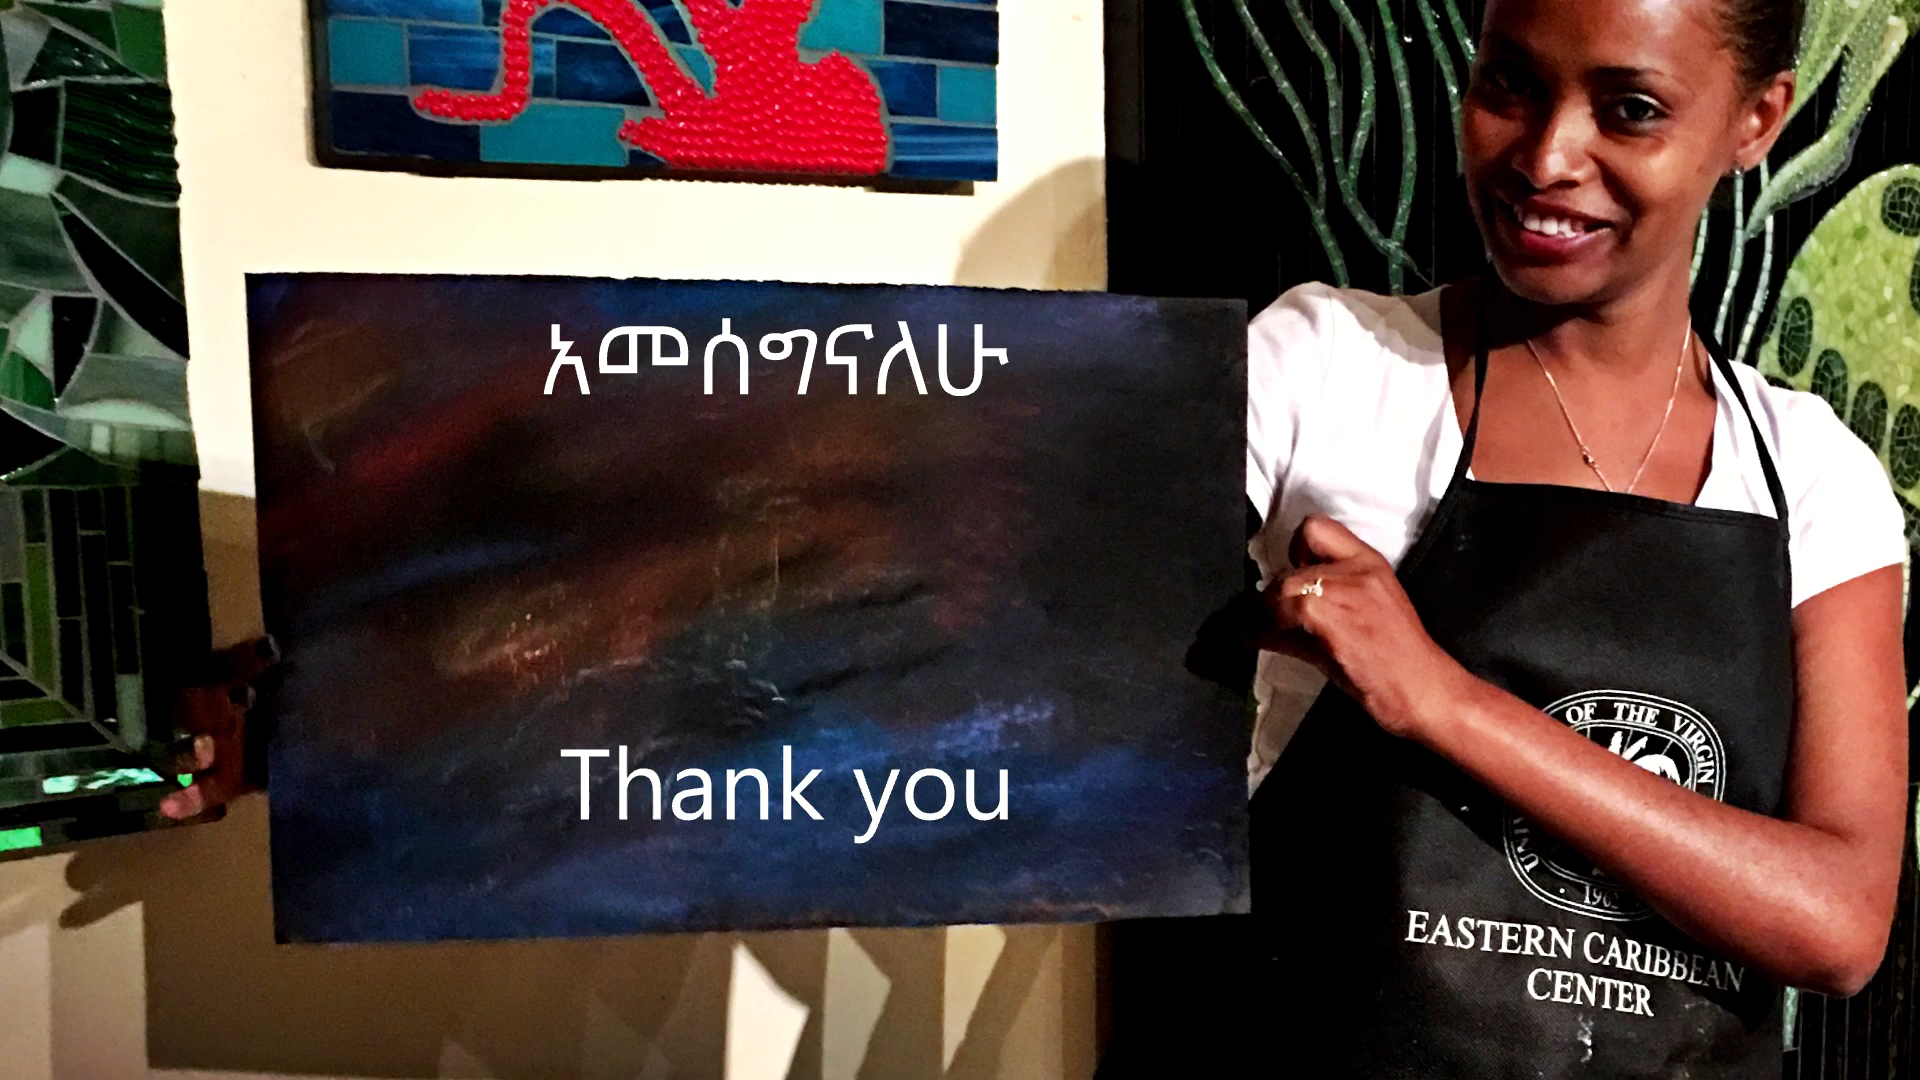 አመሰግናለሁ
Thank you
OF THE VIRGIN
EASTERN CARIBBEAN
CENTER